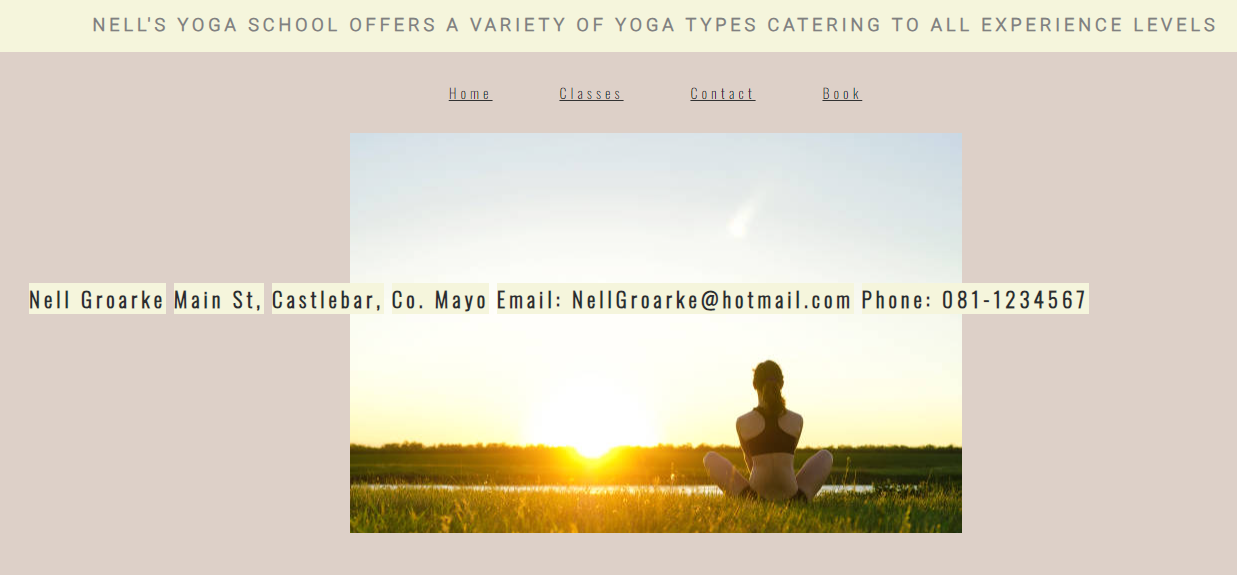 NELL'S YOGA SCHOOL OFFERS A VARIETY OF YOGA TYPES CATERING TO ALL EXPERIENCE LEVELS
Home Classes Contact Book
Nell Groarke Main St, Castlebar, Co. Mayo Email: NellGroarke@hotmail.com Phone: 081-1234567